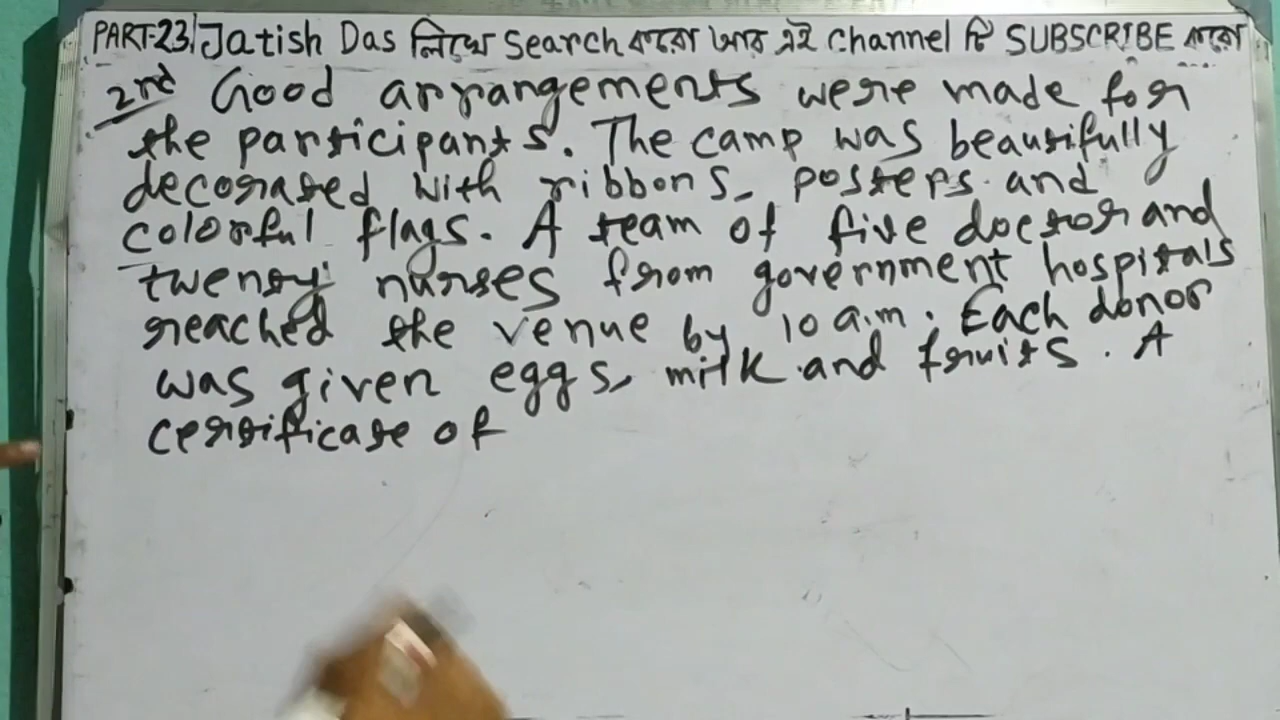 PART-23 Jatish Das লিখে Search করো আর এই Channel টি SUBSCRIBE করো
2nd Good arrangements were made for
the participants. The camp was beautifully
decorated with ribbons, posters and
colorful flags. A team of five doctor and
twenty nurses from government hospitals
reached the venue by 10 a.m. Each donor
was given eggs, milk and fruits. A
certificate of